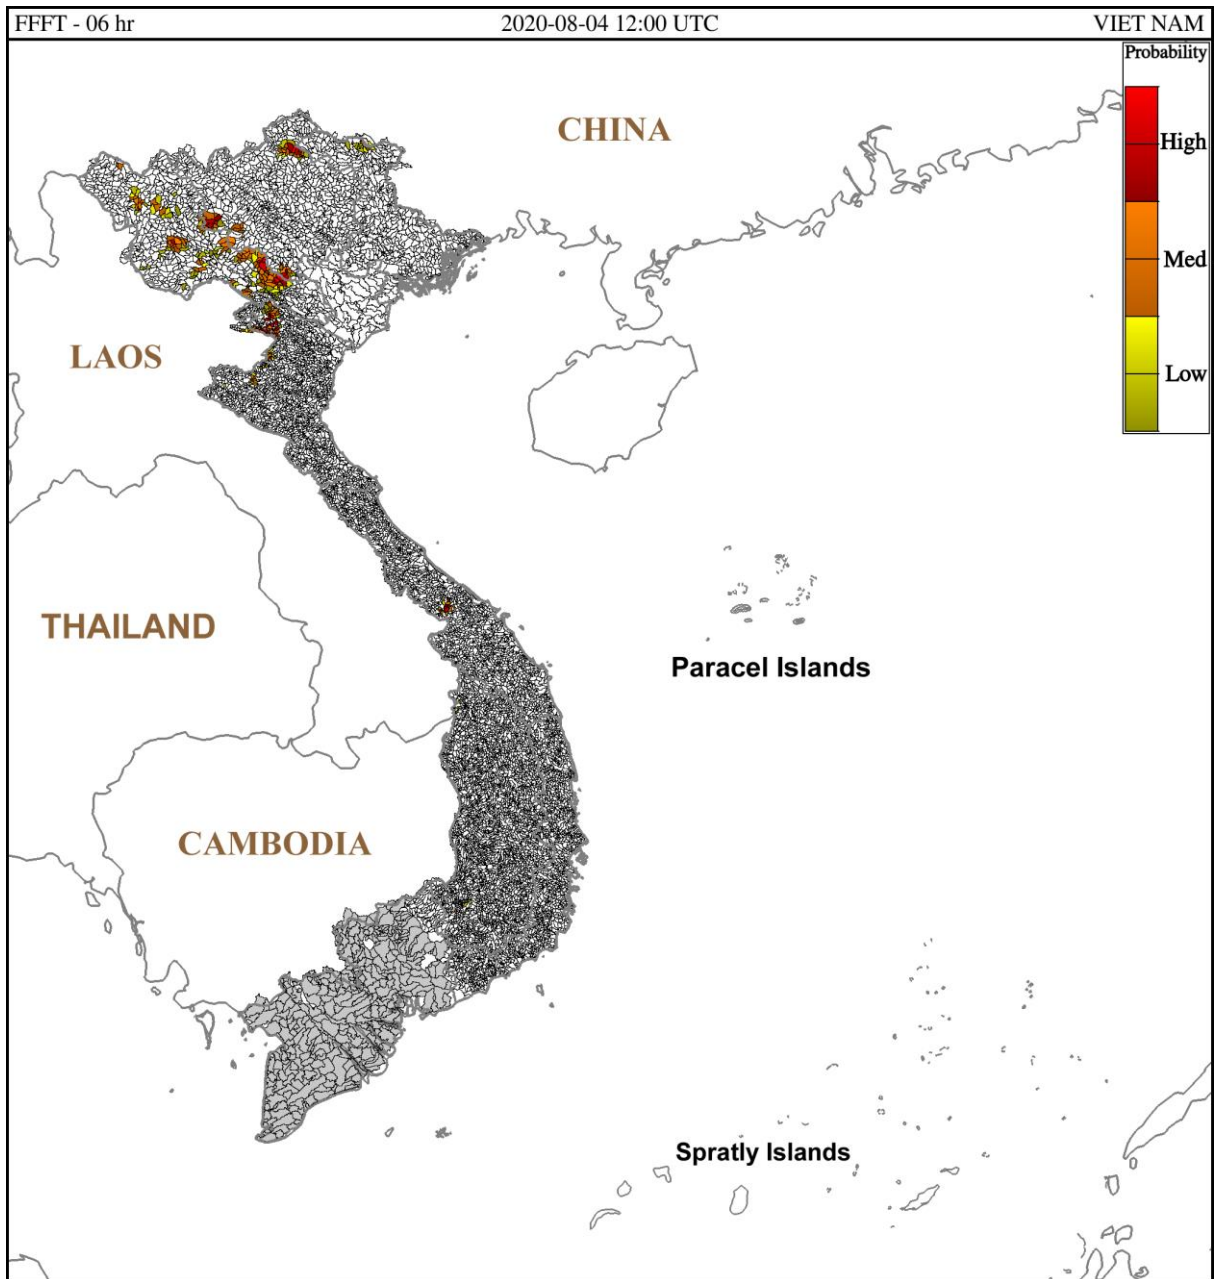 FFFT - 06 hr 2020-08-04 12:00 UTC VIET NAM
Probability
High
Med
Low
CHINA
LAOS
THAILAND
Paracel Islands
CAMBODIA
Spratly Islands